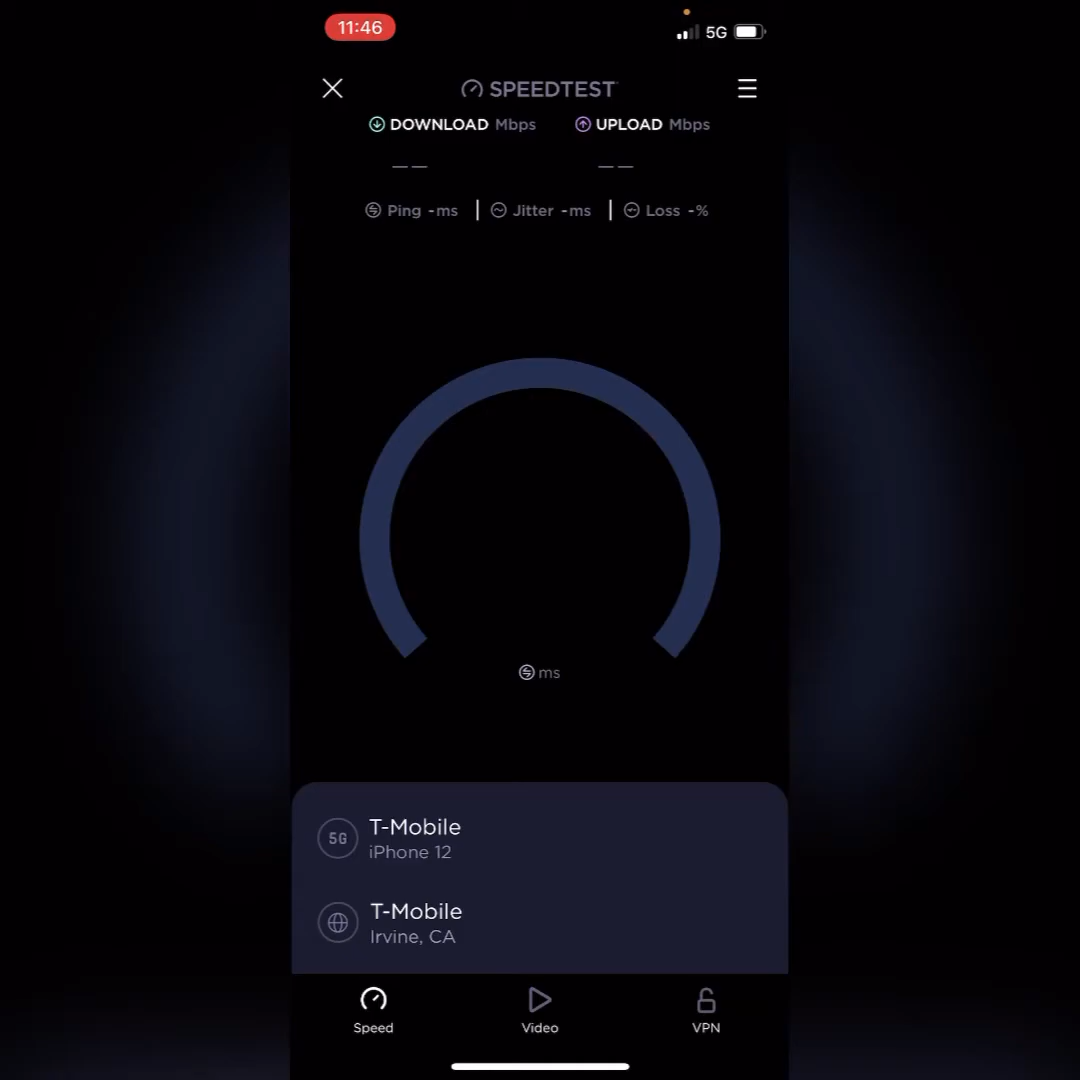 11:46
5G
SPEEDTEST
DOWNLOAD Mbps UPLOAD Mbps
— — — —
Ping -ms | Jitter -ms | Loss -%
ms
5G
T-Mobile
iPhone 12
T-Mobile
Irvine, CA
Speed Video VPN